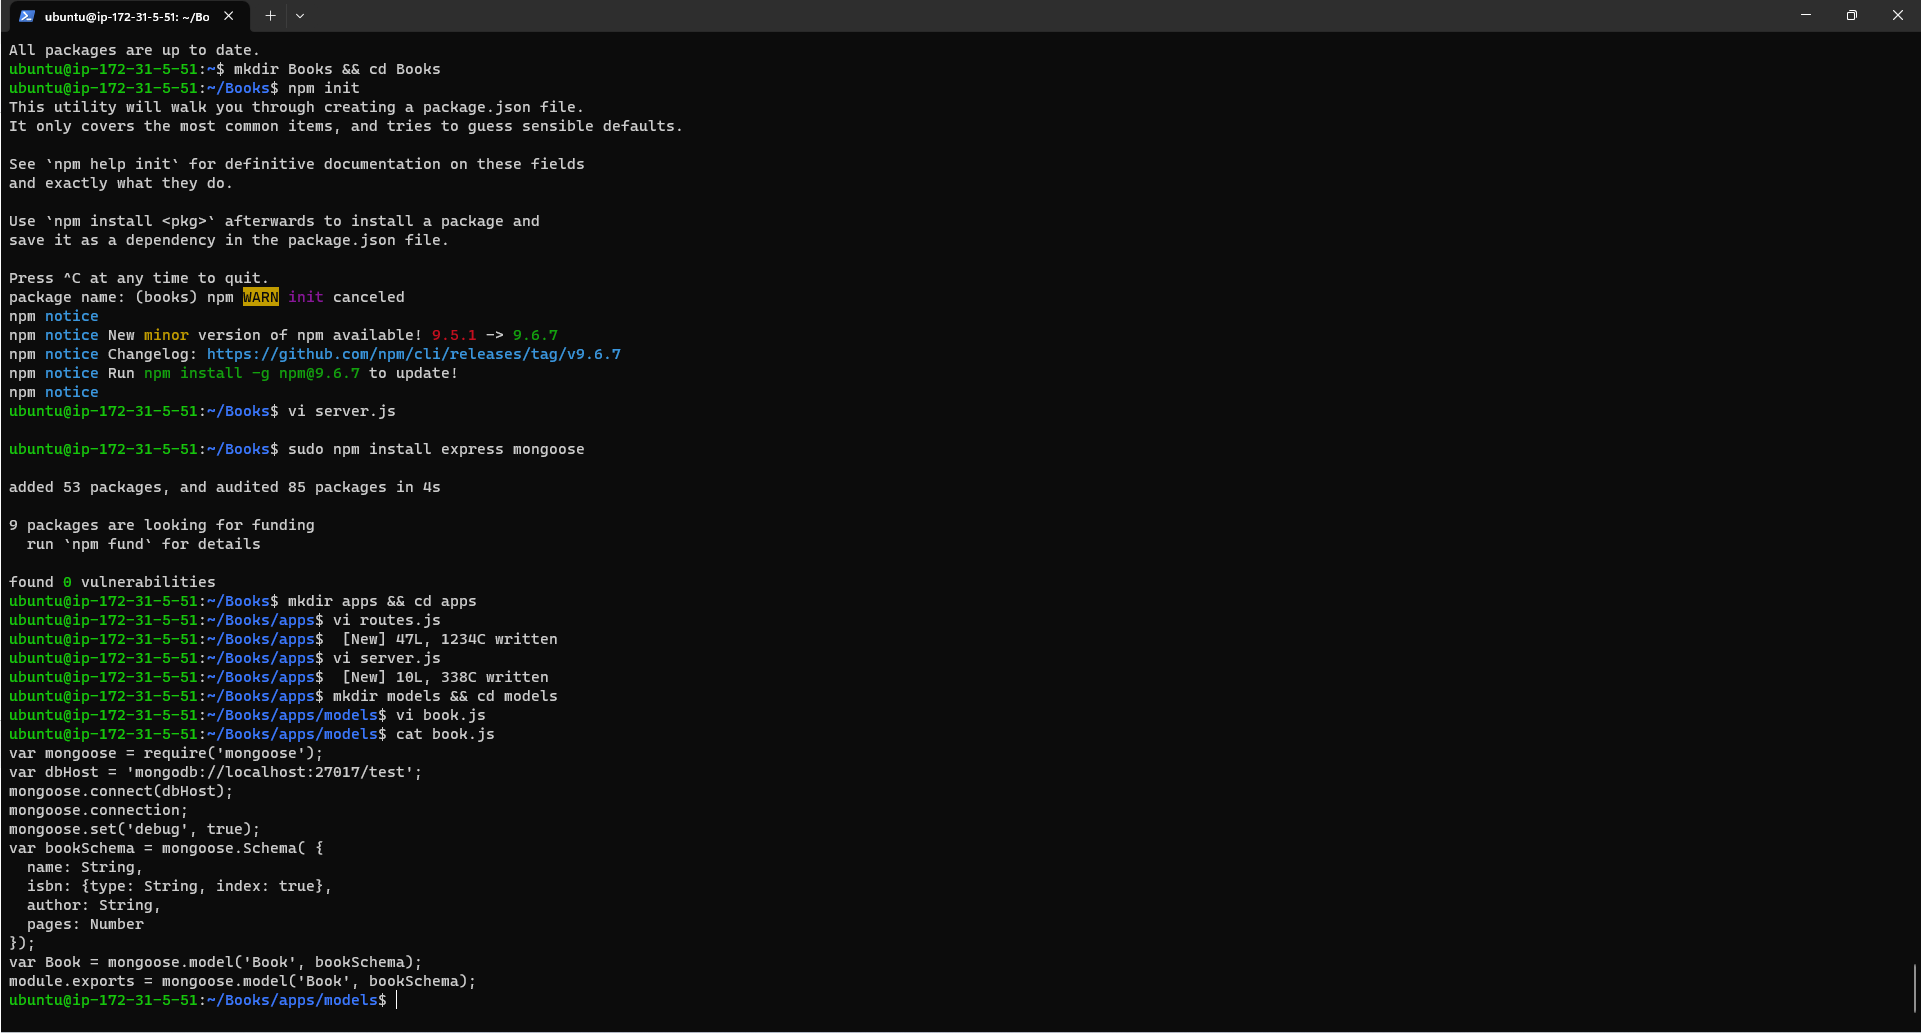 ubuntu@ip-172-31-5-51: ~/Bo
All packages are up to date.
ubuntu@ip-172-31-5-51:~$ mkdir Books && cd Books
ubuntu@ip-172-31-5-51:~/Books$ npm init
This utility will walk you through creating a package.json file.
It only covers the most common items, and tries to guess sensible defaults.
See `npm help init` for definitive documentation on these fields
and exactly what they do.
Use `npm install <pkg>` afterwards to install a package and
save it as a dependency in the package.json file.
Press ^C at any time to quit.
package name: (books) npm WARN init canceled
npm notice
npm notice New minor version of npm available! 9.5.1 -> 9.6.7
npm notice Changelog: https://github.com/npm/cli/releases/tag/v9.6.7
npm notice Run npm install -g npm@9.6.7 to update!
npm notice
ubuntu@ip-172-31-5-51:~/Books$ vi server.js
ubuntu@ip-172-31-5-51:~/Books$ sudo npm install express mongoose
added 53 packages, and audited 85 packages in 4s
9 packages are looking for funding
  run `npm fund` for details
found 0 vulnerabilities
ubuntu@ip-172-31-5-51:~/Books$ mkdir apps && cd apps
ubuntu@ip-172-31-5-51:~/Books/apps$ vi routes.js
ubuntu@ip-172-31-5-51:~/Books/apps$  [New] 47L, 1234C written
ubuntu@ip-172-31-5-51:~/Books/apps$ vi server.js
ubuntu@ip-172-31-5-51:~/Books/apps$  [New] 10L, 338C written
ubuntu@ip-172-31-5-51:~/Books/apps$ mkdir models && cd models
ubuntu@ip-172-31-5-51:~/Books/apps/models$ vi book.js
ubuntu@ip-172-31-5-51:~/Books/apps/models$ cat book.js
var mongoose = require('mongoose');
var dbHost = 'mongodb://localhost:27017/test';
mongoose.connect(dbHost);
mongoose.connection;
mongoose.set('debug', true);
var bookSchema = mongoose.Schema( {
  name: String,
  isbn: {type: String, index: true},
  author: String,
  pages: Number
});
var Book = mongoose.model('Book', bookSchema);
module.exports = mongoose.model('Book', bookSchema);
ubuntu@ip-172-31-5-51:~/Books/apps/models$